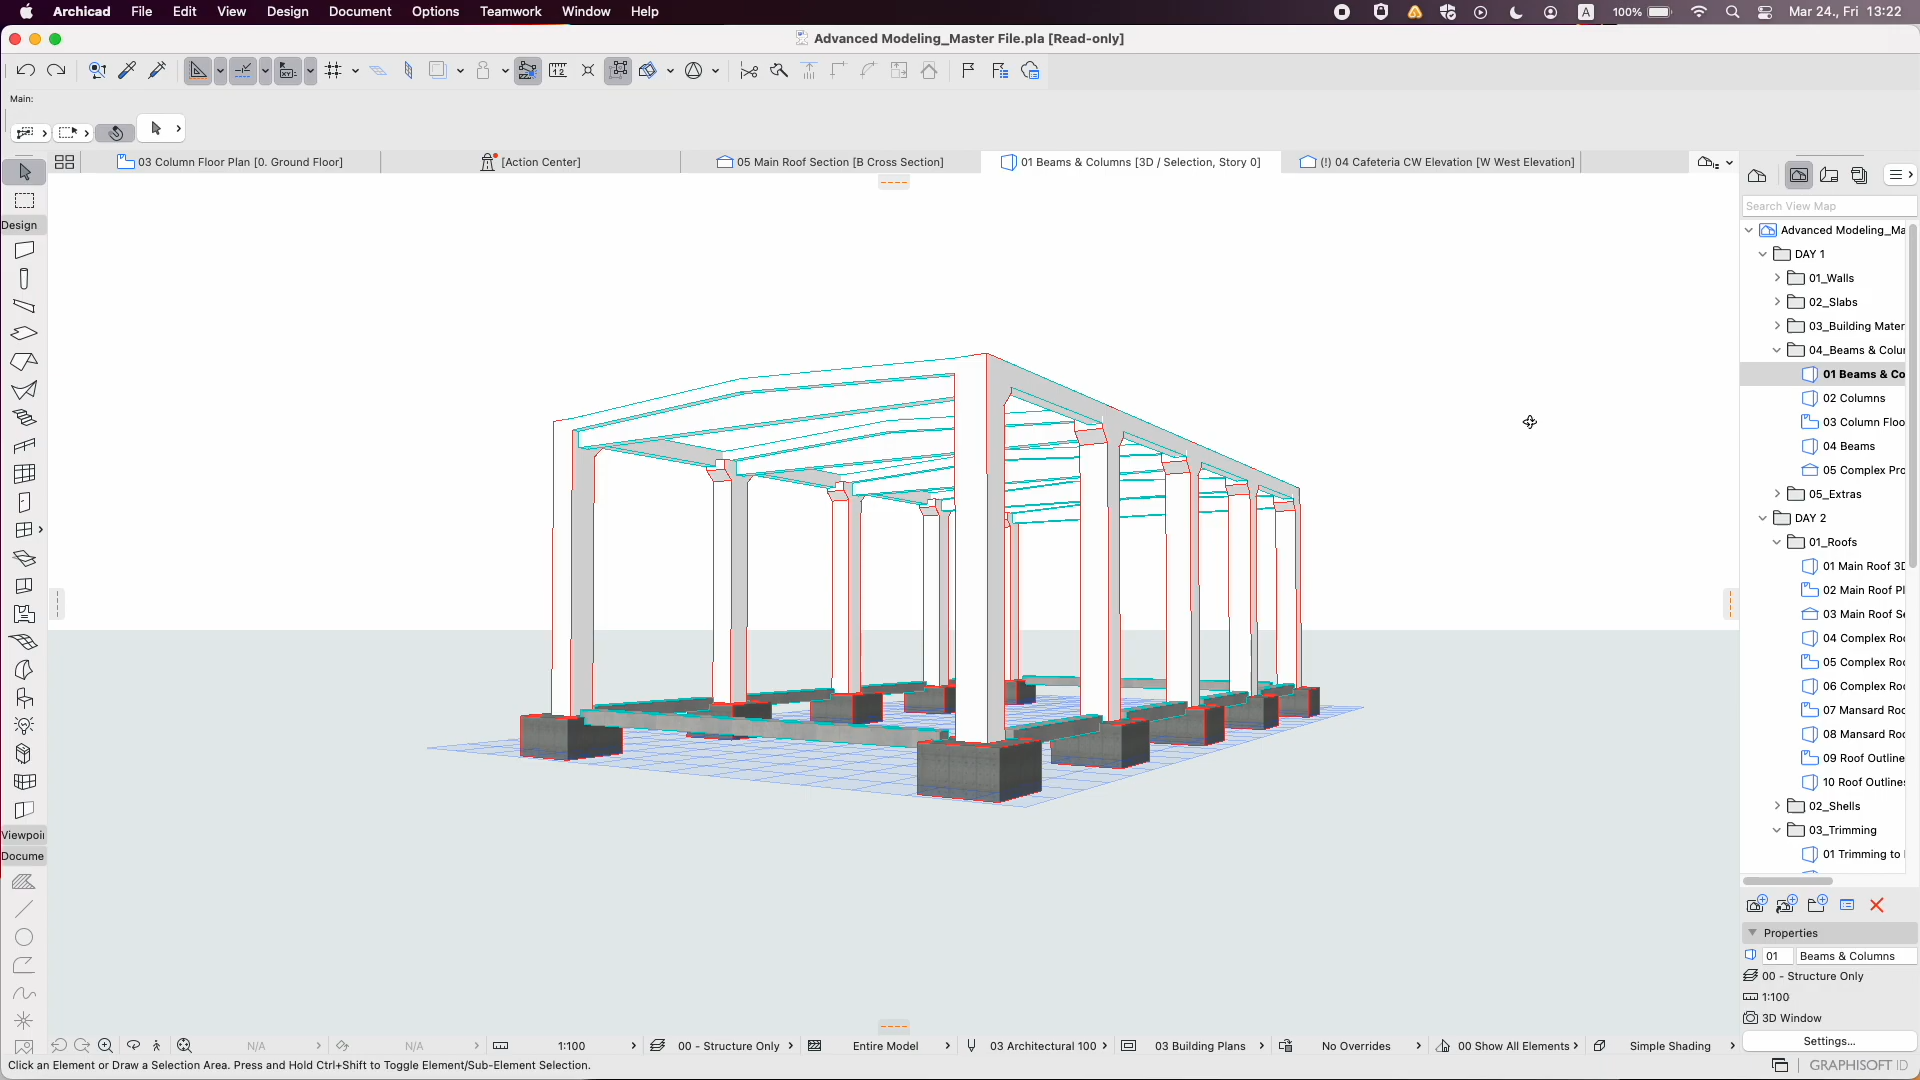 Archicad File Edit View Design Document Options Teamwork Window Help
A 100% Mar 24., Fri 13:22
Advanced Modeling_Master File.pla [Read-only]
Main:
03 Column Floor Plan [0. Ground Floor] [Action Center] 05 Main Roof Section [B Cross Section] 01 Beams & Columns [3D / Selection, Story 0] (!) 04 Cafeteria CW Elevation [W West Elevation]
Search View Map
Design
Advanced Modeling_Ma
DAY 1
01_Walls
02_Slabs
03_Building Mater
04_Beams & Colu
01 Beams & Co
02 Columns
03 Column Floo
04 Beams
05 Complex Pro
05_Extras
DAY 2
01_Roofs
01 Main Roof 3D
02 Main Roof Pl
03 Main Roof Se
04 Complex Roo
05 Complex Roo
06 Complex Roo
07 Mansard Roo
08 Mansard Roo
09 Roof Outline
10 Roof Outline
02_Shells
03_Trimming
01 Trimming to
Viewpoi
Docume
Properties
01 Beams & Columns
00 - Structure Only
1:100
3D Window
Settings...
N/A N/A 1:100 00 - Structure Only Entire Model 03 Architectural 100 03 Building Plans No Overrides 00 Show All Elements Simple Shading
Click an Element or Draw a Selection Area. Press and Hold Ctrl+Shift to Toggle Element/Sub-Element Selection.
GRAPHISOFT ID